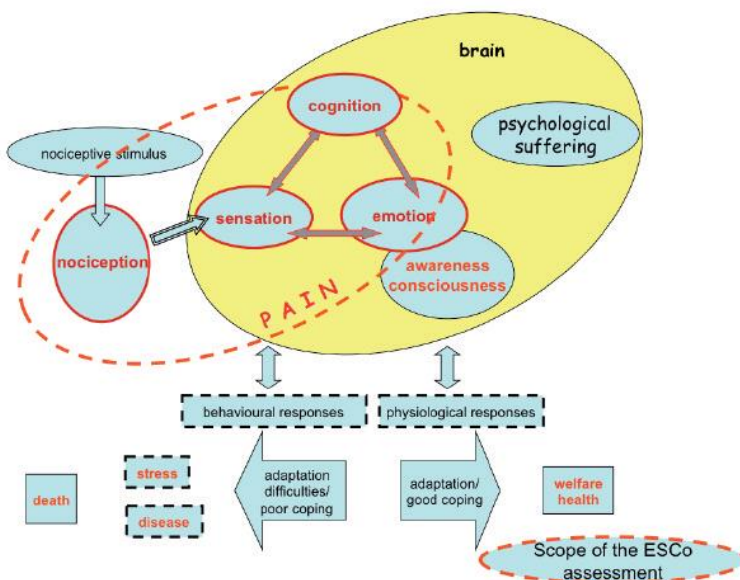 brain
cognition
psychological
suffering
nociceptive stimulus
sensation
emotion
nociception
awareness
consciousness
PAIN
behavioural responses
physiological responses
stress
death
disease
adaptation
difficulties/
poor coping
adaptation/
good coping
welfare
health
Scope of the ESCo
assessment